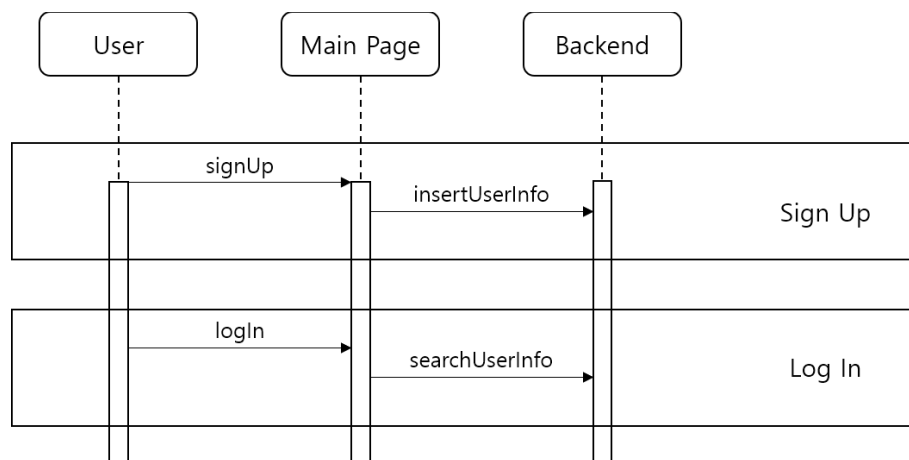 User
Main Page
Backend
signUp
insertUserInfo
Sign Up
logIn
searchUserInfo
Log In